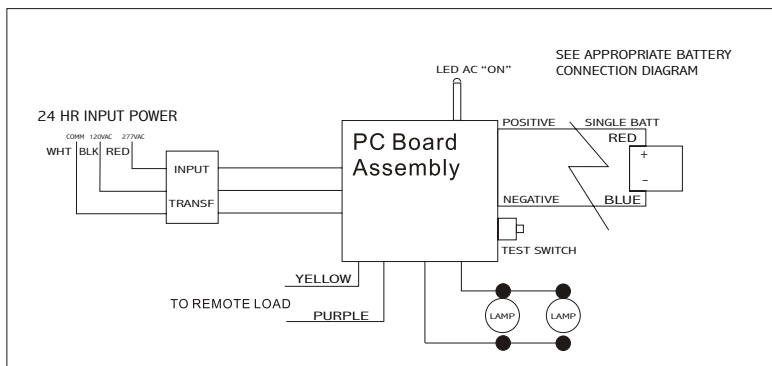 SEE APPROPRIATE BATTERY
CONNECTION DIAGRAM
LED AC “ON”
24 HR INPUT POWER
COMM 120VAC 277VAC
WHT BLK RED
INPUT
TRANSF
PC Board
Assembly
POSITIVE SINGLE BATT
RED
+
–
NEGATIVE BLUE
TEST SWITCH
YELLOW
TO REMOTE LOAD
PURPLE
LAMP LAMP